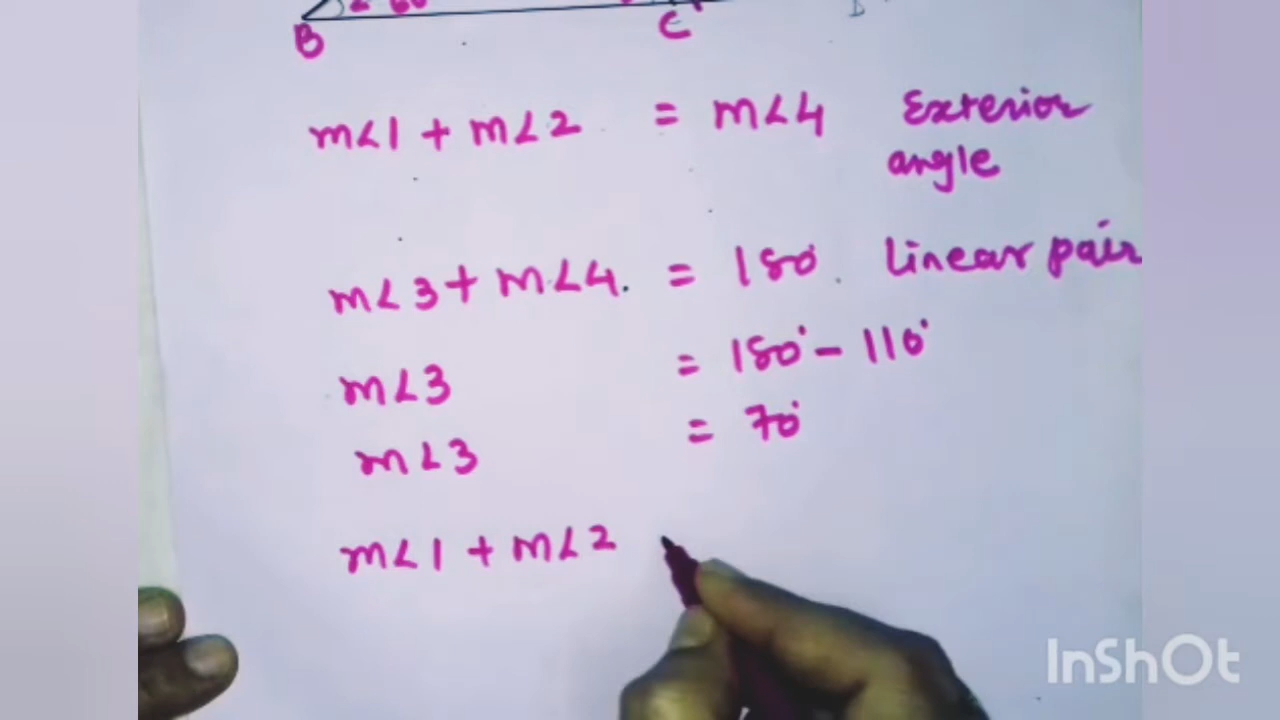 B
C
m∠1 + m∠2 = m∠4 Exterior
angle
m∠3 + m∠4. = 180°. Linear pair
m∠3 = 180° - 110°
m∠3 = 70°
m∠1 + m∠2
InShOt